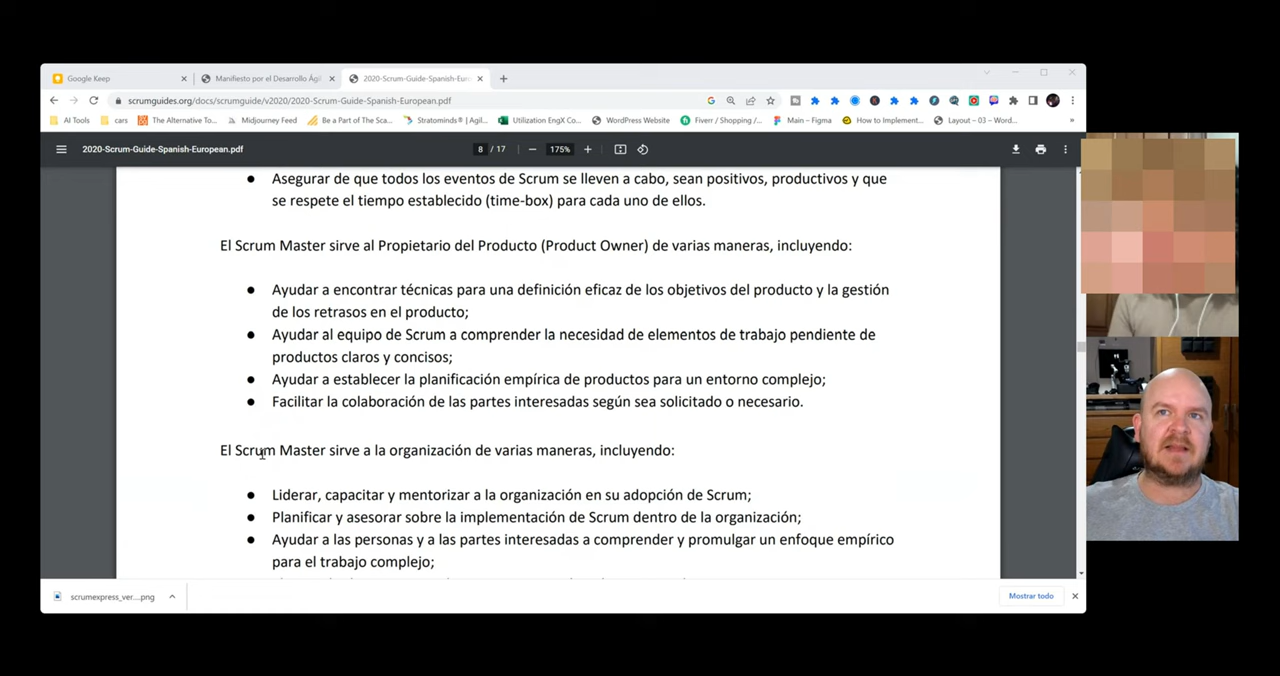 Google Keep
Manifiesto por el Desarrollo Ági
2020-Scrum-Guide-Spanish-Euro
scrumguides.org/docs/scrumguide/v2020/2020-Scrum-Guide-Spanish-European.pdf
AI Tools cars The Alternative To... Midjourney Feed Be a Part of The Sca... Stratominds® | Agil... Utilization EngX Co... WordPress Website Fiverr / Shopping /... Main – Figma How to Implement... Layout – 03 – Word... »
2020-Scrum-Guide-Spanish-European.pdf 8 / 17 175%
● Asegurar de que todos los eventos de Scrum se lleven a cabo, sean positivos, productivos y que
se respete el tiempo establecido (time-box) para cada uno de ellos.
El Scrum Master sirve al Propietario del Producto (Product Owner) de varias maneras, incluyendo:
● Ayudar a encontrar técnicas para una definición eficaz de los objetivos del producto y la gestión
de los retrasos en el producto;
● Ayudar al equipo de Scrum a comprender la necesidad de elementos de trabajo pendiente de
productos claros y concisos;
● Ayudar a establecer la planificación empírica de productos para un entorno complejo;
● Facilitar la colaboración de las partes interesadas según sea solicitado o necesario.
El Scrum Master sirve a la organización de varias maneras, incluyendo:
● Liderar, capacitar y mentorizar a la organización en su adopción de Scrum;
● Planificar y asesorar sobre la implementación de Scrum dentro de la organización;
● Ayudar a las personas y a las partes interesadas a comprender y promulgar un enfoque empírico
para el trabajo complejo;
scrumexpress_ver....png
Mostrar todo